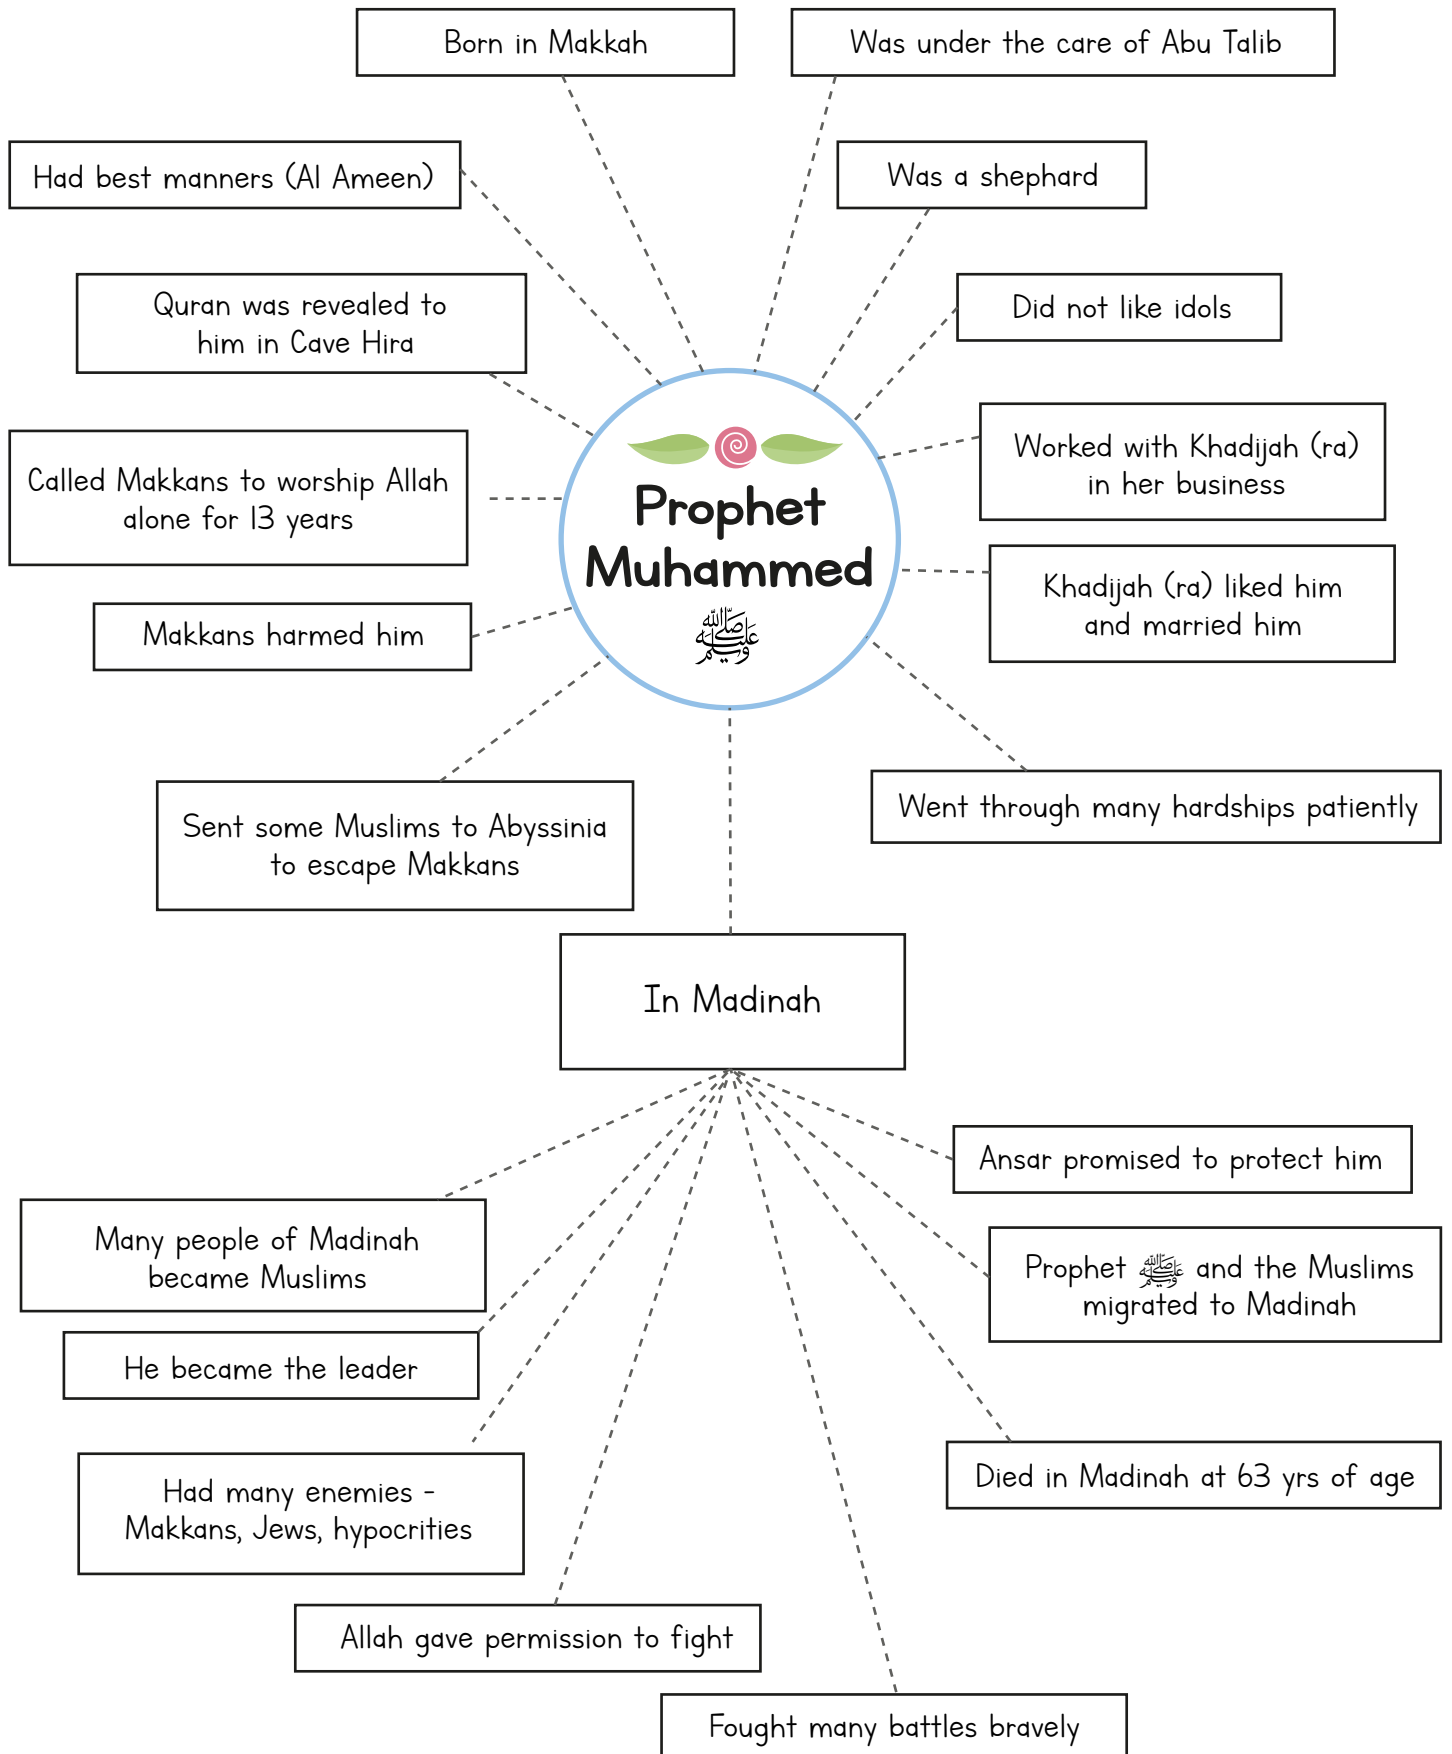 Born in Makkah
Was under the care of Abu Talib
Had best manners (Al Ameen)
Was a shephard
Quran was revealed to
him in Cave Hira
Did not like idols
Called Makkans to worship Allah
alone for 13 years
Worked with Khadijah (ra)
in her business
Prophet
Muhammed
ﷺ
Khadijah (ra) liked him
and married him
Makkans harmed him
Sent some Muslims to Abyssinia
to escape Makkans
Went through many hardships patiently
In Madinah
Ansar promised to protect him
Many people of Madinah
became Muslims
Prophet ﷺ and the Muslims
migrated to Madinah
He became the leader
Had many enemies -
Makkans, Jews, hypocrities
Died in Madinah at 63 yrs of age
Allah gave permission to fight
Fought many battles bravely